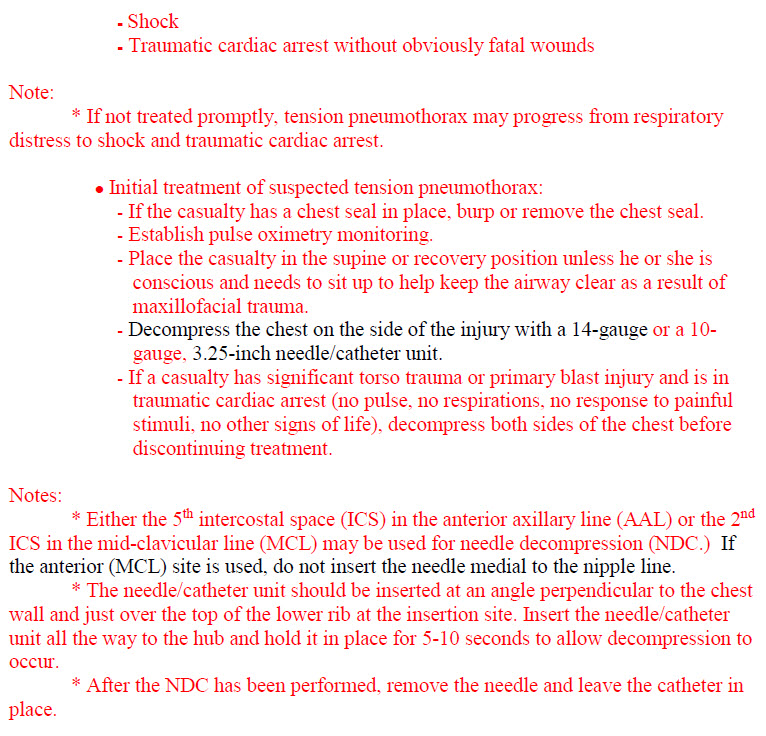 - Shock
- Traumatic cardiac arrest without obviously fatal wounds
Note:
* If not treated promptly, tension pneumothorax may progress from respiratory
distress to shock and traumatic cardiac arrest.
● Initial treatment of suspected tension pneumothorax:
- If the casualty has a chest seal in place, burp or remove the chest seal.
- Establish pulse oximetry monitoring.
- Place the casualty in the supine or recovery position unless he or she is
conscious and needs to sit up to help keep the airway clear as a result of
maxillofacial trauma.
- Decompress the chest on the side of the injury with a 14-gauge or a 10-
gauge, 3.25-inch needle/catheter unit.
- If a casualty has significant torso trauma or primary blast injury and is in
traumatic cardiac arrest (no pulse, no respirations, no response to painful
stimuli, no other signs of life), decompress both sides of the chest before
discontinuing treatment.
Notes:
* Either the 5th intercostal space (ICS) in the anterior axillary line (AAL) or the 2nd
ICS in the mid-clavicular line (MCL) may be used for needle decompression (NDC.)  If
the anterior (MCL) site is used, do not insert the needle medial to the nipple line.
* The needle/catheter unit should be inserted at an angle perpendicular to the chest
wall and just over the top of the lower rib at the insertion site. Insert the needle/catheter
unit all the way to the hub and hold it in place for 5-10 seconds to allow decompression to
occur.
* After the NDC has been performed, remove the needle and leave the catheter in
place.